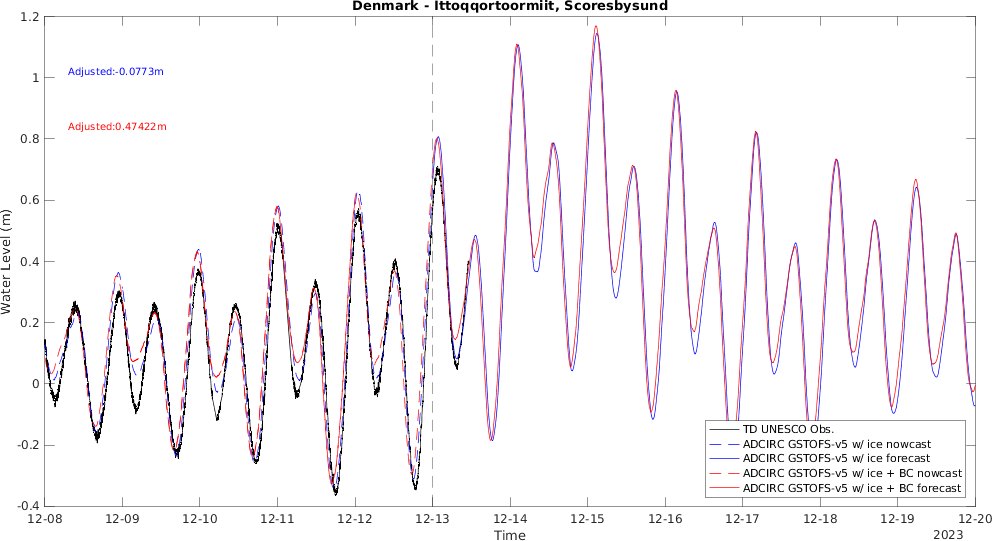 Denmark - Ittoqqortoormiit, Scoresbysund
1.2
1
0.8
0.6
0.4
0.2
0
-0.2
-0.4
Water Level (m)
Adjusted:-0.0773m
Adjusted:0.47422m
TD UNESCO Obs.
ADCIRC GSTOFS-v5 w/ ice nowcast
ADCIRC GSTOFS-v5 w/ ice forecast
ADCIRC GSTOFS-v5 w/ ice + BC nowcast
ADCIRC GSTOFS-v5 w/ ice + BC forecast
12-08 12-09 12-10 12-11 12-12 12-13 12-14 12-15 12-16 12-17 12-18 12-19 12-20
Time
2023